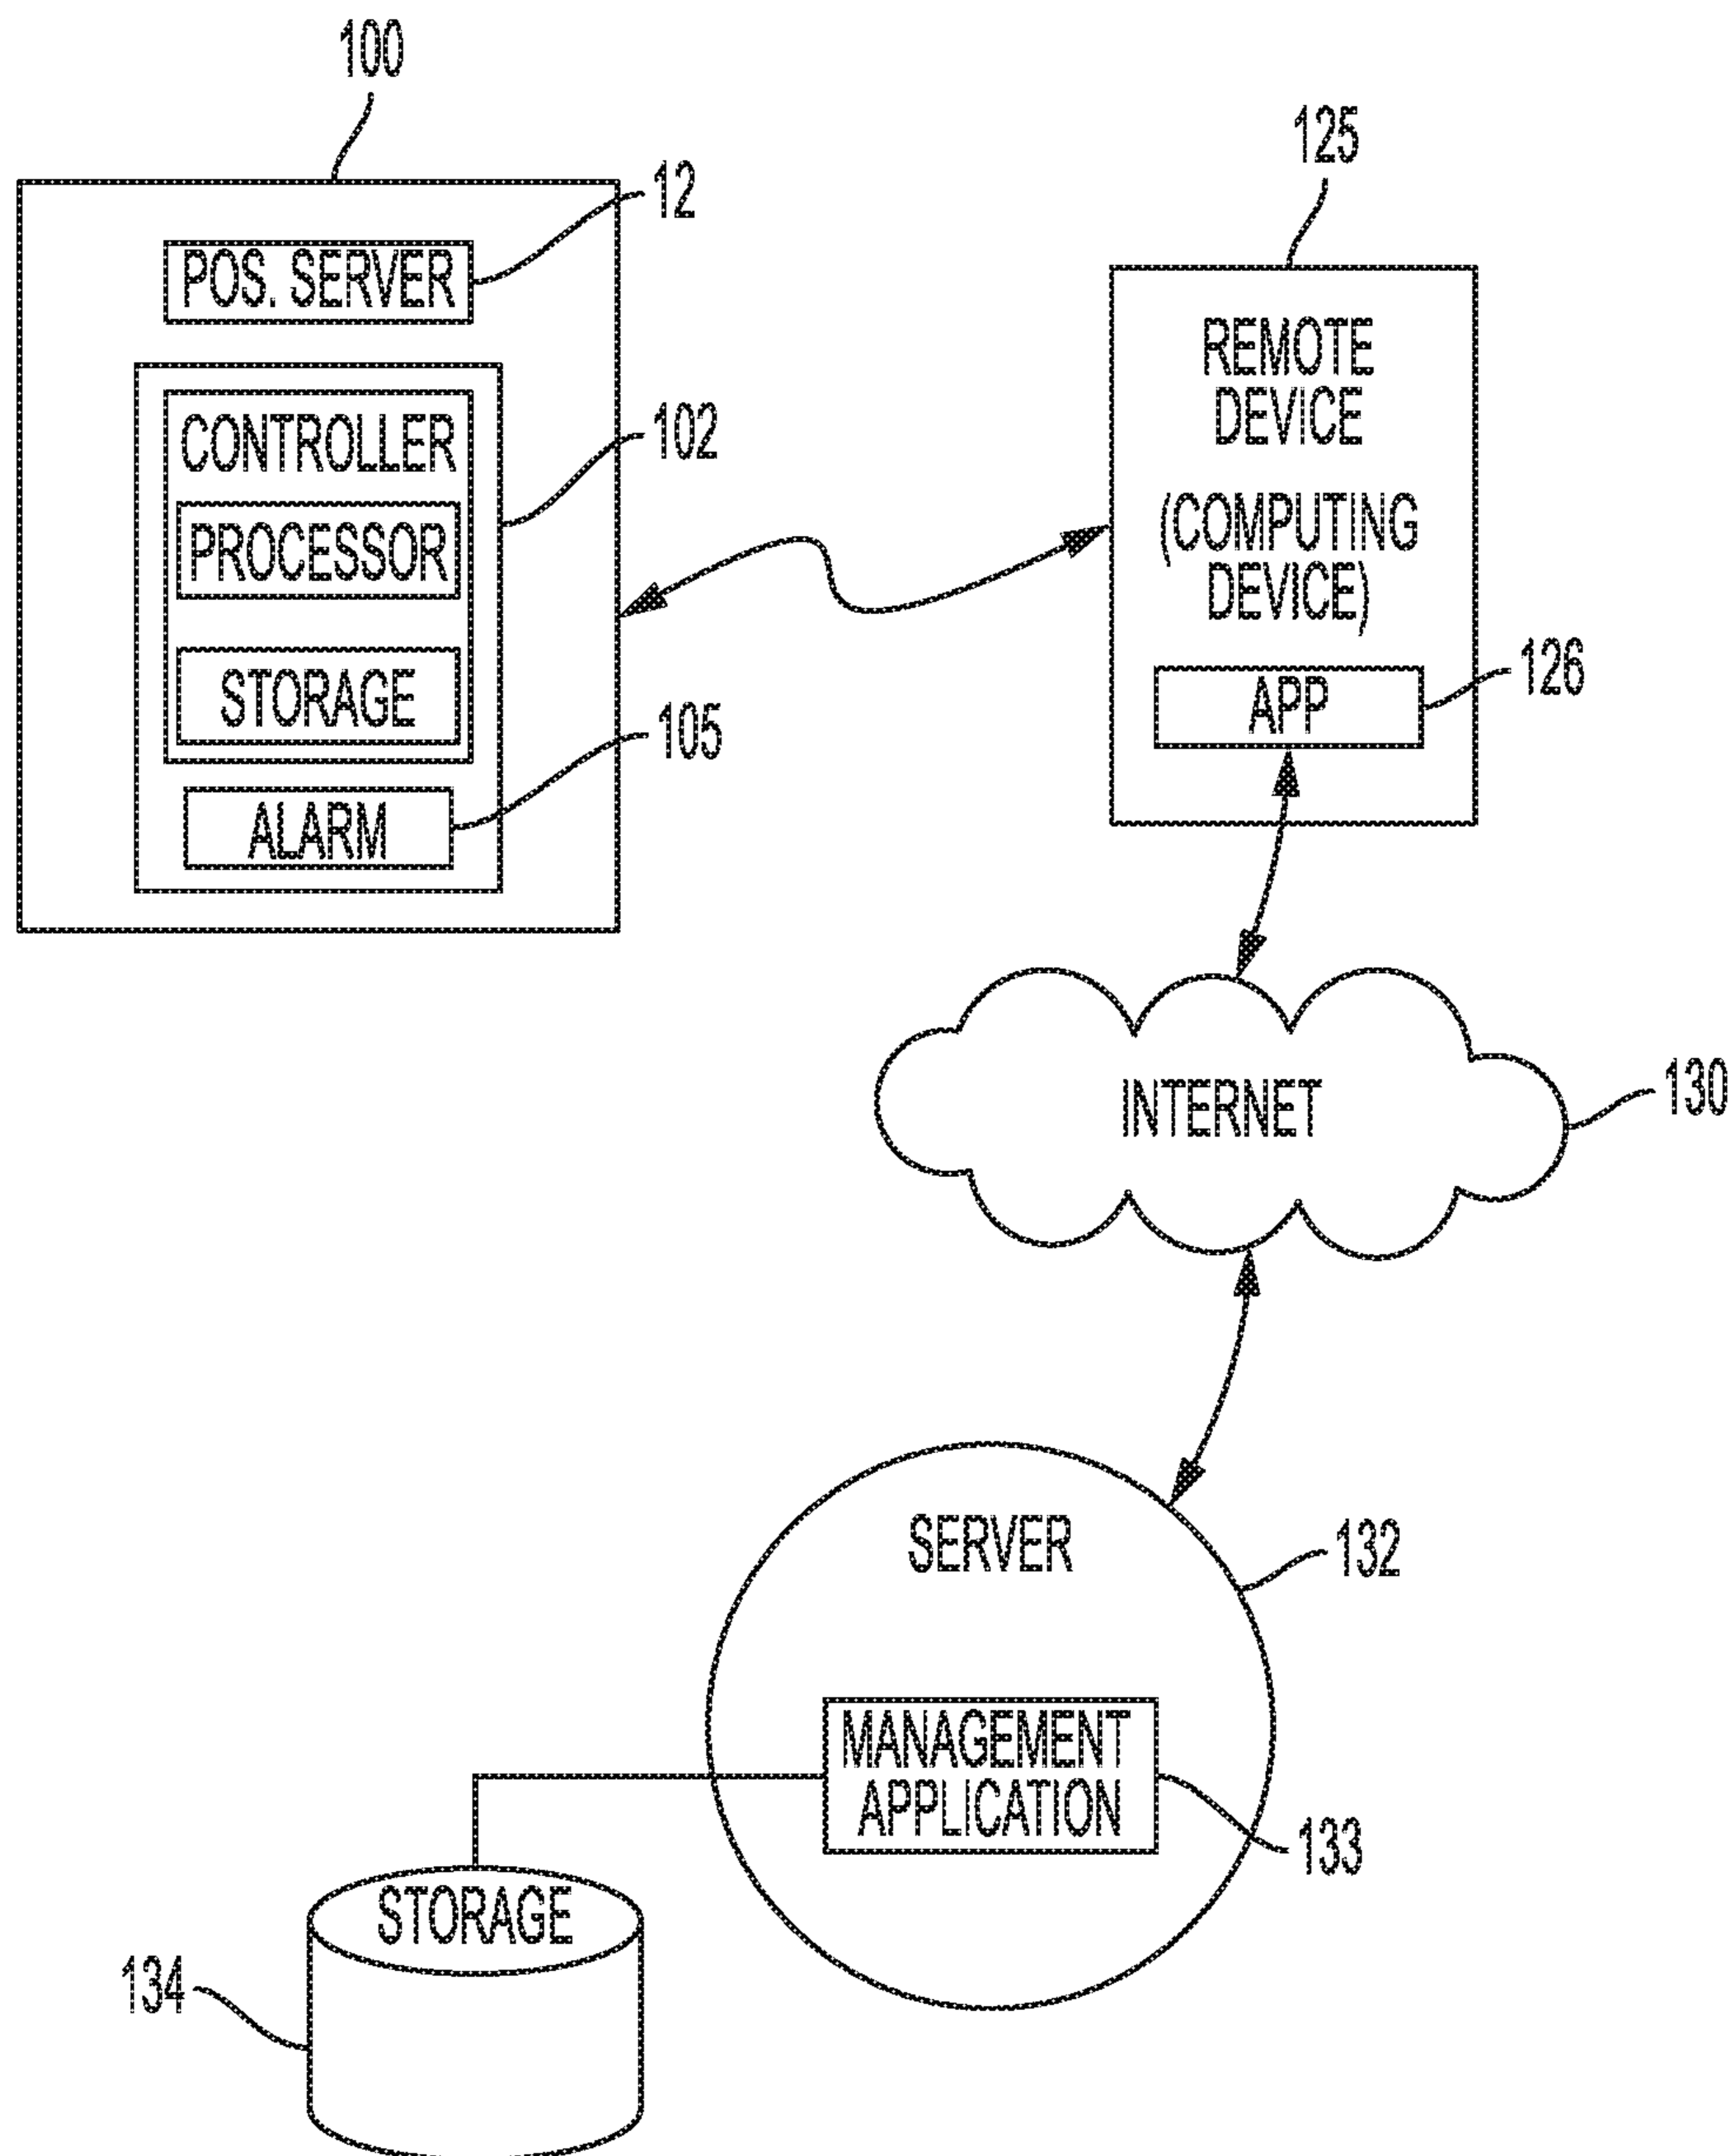 100
12
POS. SERVER
CONTROLLER
102
PROCESSOR
STORAGE
105
ALARM
125
REMOTE
DEVICE
(COMPUTING
DEVICE)
126
APP
INTERNET
130
SERVER
132
MANAGEMENT
APPLICATION
133
STORAGE
134